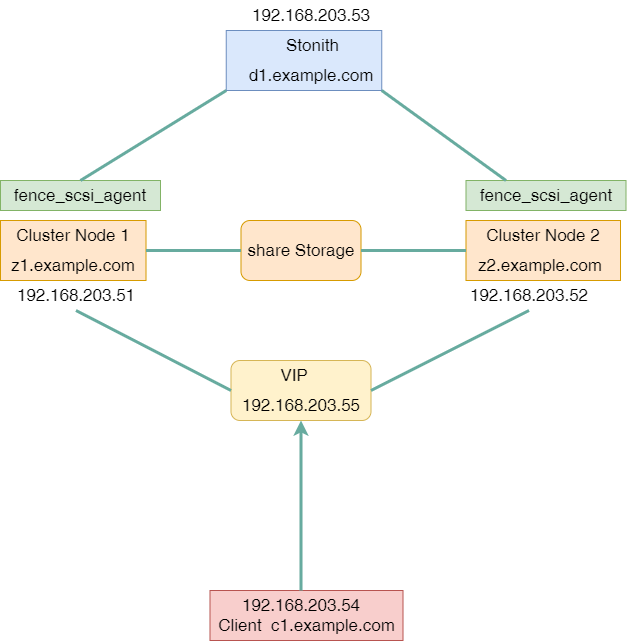 192.168.203.53
Stonith
d1.example.com
fence_scsi_agent
fence_scsi_agent
Cluster Node 1
z1.example.com
share Storage
Cluster Node 2
z2.example.com
192.168.203.51
192.168.203.52
VIP
192.168.203.55
192.168.203.54
Client c1.example.com